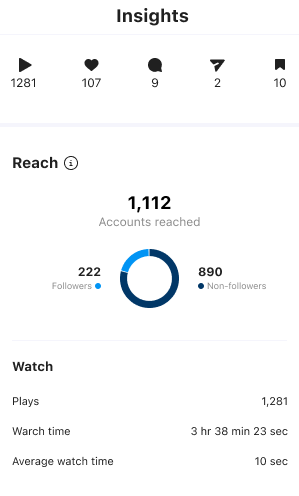 Insights
1281 107 9 2 10
Reach
1,112
Accounts reached
222 890
Followers Non-followers
Watch
Plays 1,281
Warch time 3 hr 38 min 23 sec
Average watch time 10 sec